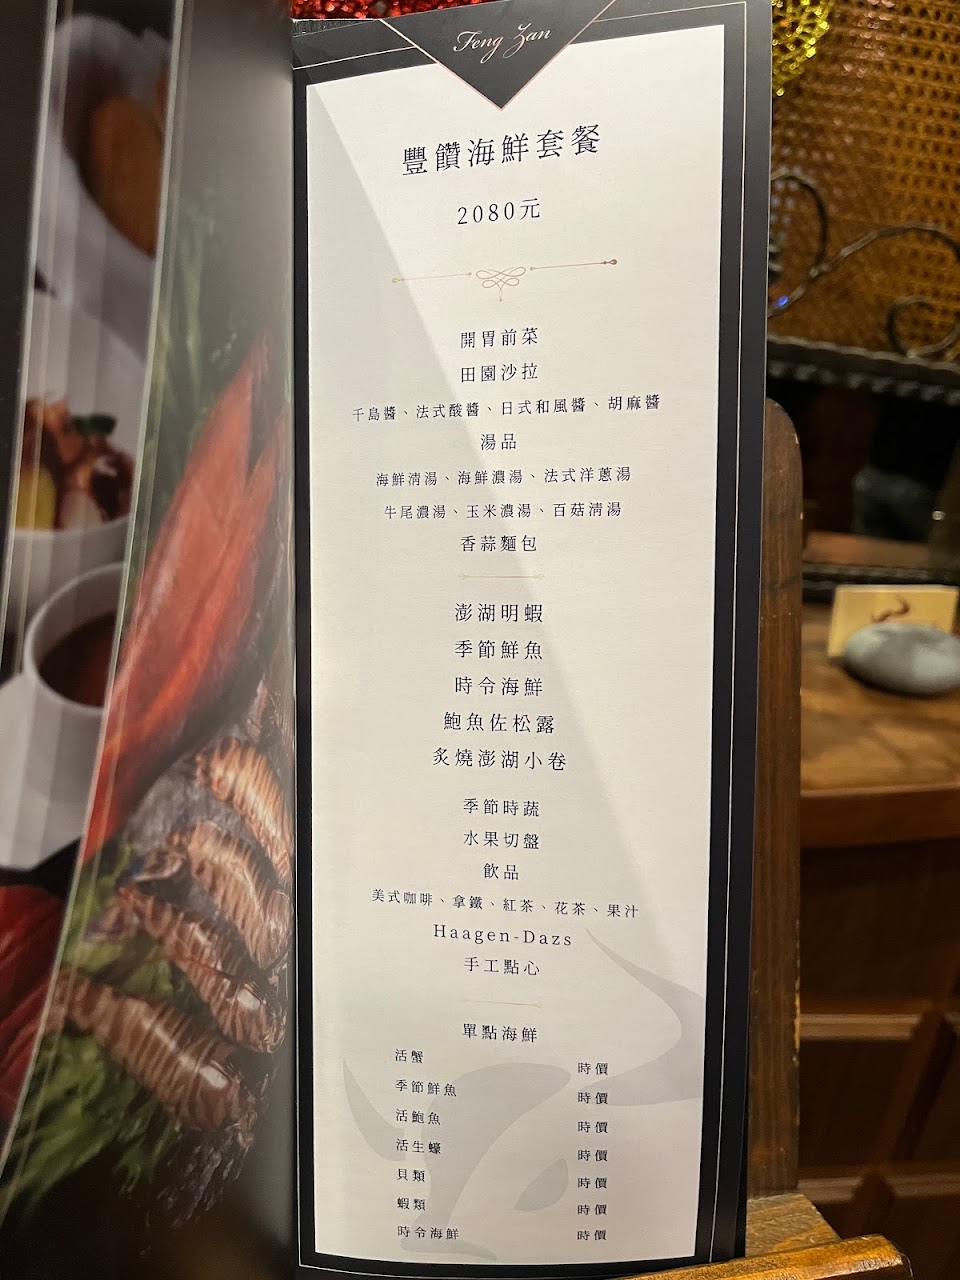 Feng Zan
豐饡海鮮套餐
2080元
開胃前菜
田園沙拉
千島醬、法式酸醬、日式和風醬、胡麻醬
湯品
海鮮清湯、海鮮濃湯、法式洋蔥湯
牛尾濃湯、玉米濃湯、百菇清湯
香蒜麵包
澎湖明蝦
季節鮮魚
時令海鮮
鮑魚佐松露
炙燒澎湖小卷
季節時蔬
水果切盤
飲品
美式咖啡、拿鐵、紅茶、花茶、果汁
Haagen-Dazs
手工點心
單點海鮮
活蟹 時價
季節鮮魚 時價
活鮑魚 時價
活生蠔 時價
貝類 時價
蝦類 時價
時令海鮮 時價